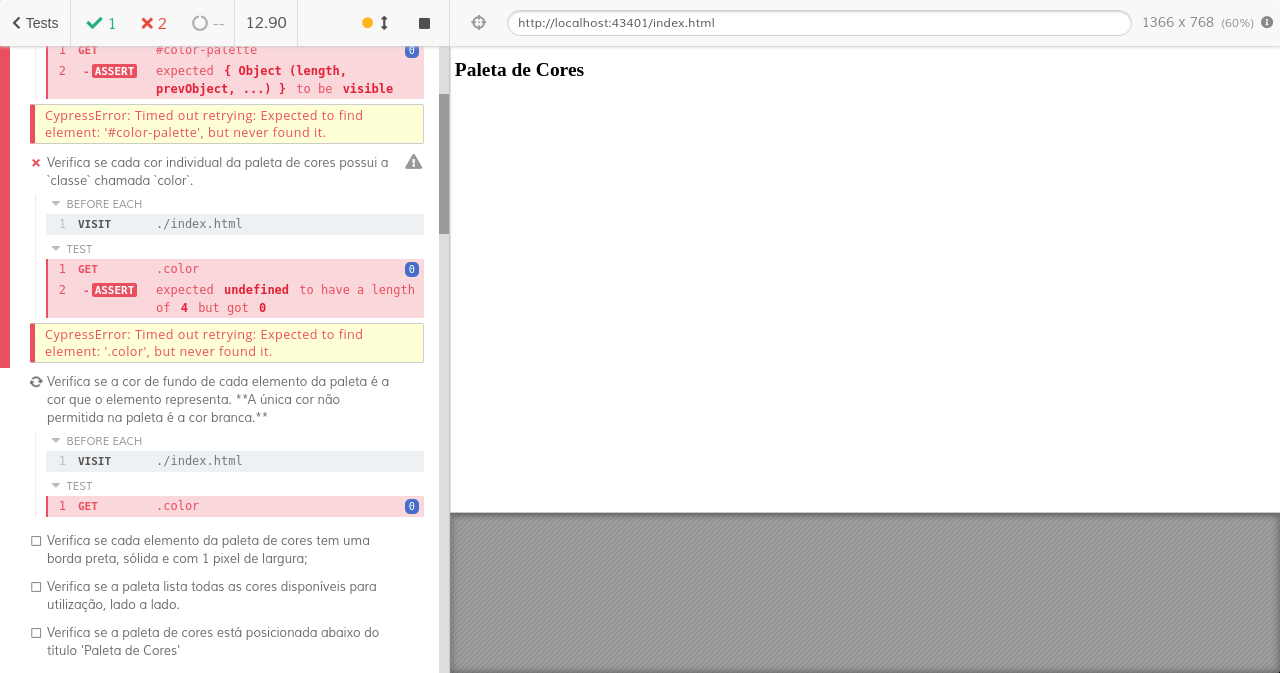 Tests 1 2 -- 12.90 http://localhost:43401/index.html 1366 x 768 (60%)
1 GET #color-palette 0
2 -ASSERT expected { Object (length,
prevObject, ...) } to be visible
CypressError: Timed out retrying: Expected to find
element: '#color-palette', but never found it.
Verifica se cada cor individual da paleta de cores possui a
`classe` chamada `color`.
BEFORE EACH
1 VISIT ./index.html
TEST
1 GET .color 0
2 -ASSERT expected undefined to have a length
of 4 but got 0
CypressError: Timed out retrying: Expected to find
element: '.color', but never found it.
Verifica se a cor de fundo de cada elemento da paleta é a
cor que o elemento representa. **A única cor não
permitida na paleta é a cor branca.**
BEFORE EACH
1 VISIT ./index.html
TEST
1 GET .color 0
Verifica se cada elemento da paleta de cores tem uma
borda preta, sólida e com 1 pixel de largura;
Verifica se a paleta lista todas as cores disponíveis para
utilização, lado a lado.
Verifica se a paleta de cores está posicionada abaixo do
título 'Paleta de Cores'
Paleta de Cores